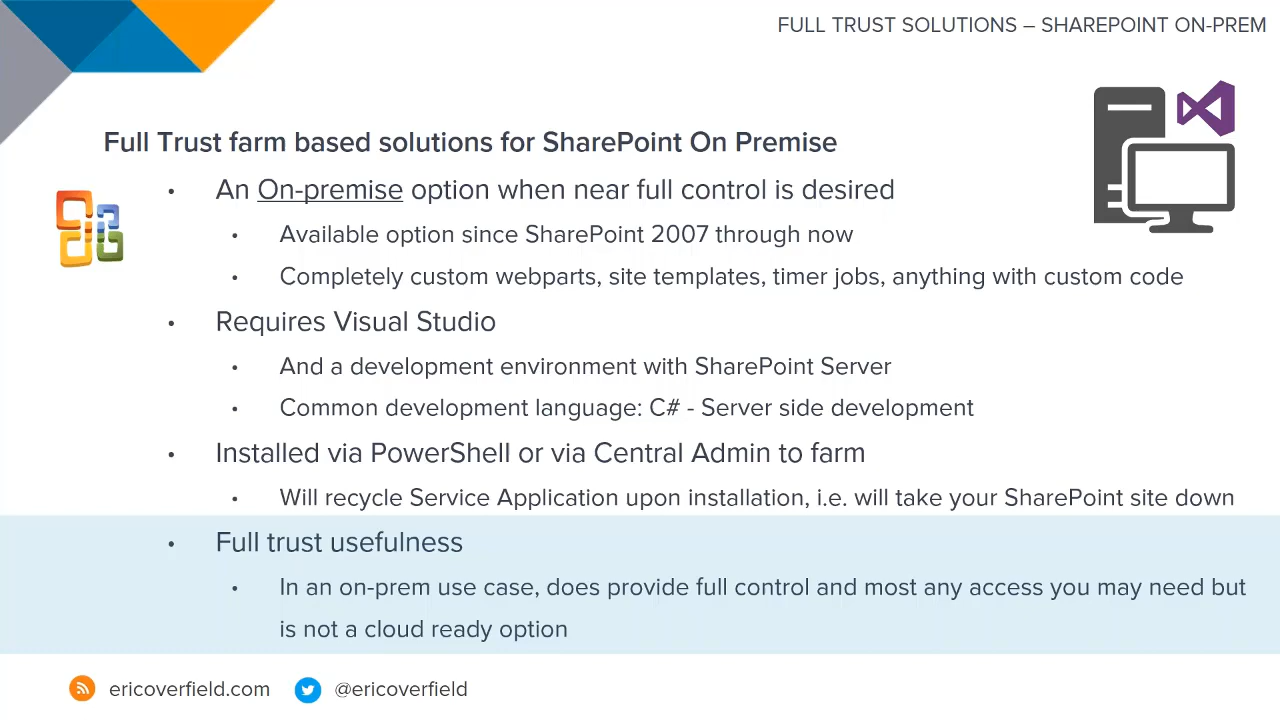 FULL TRUST SOLUTIONS – SHAREPOINT ON-PREM
Full Trust farm based solutions for SharePoint On Premise
• An On-premise option when near full control is desired
• Available option since SharePoint 2007 through now
• Completely custom webparts, site templates, timer jobs, anything with custom code
• Requires Visual Studio
• And a development environment with SharePoint Server
• Common development language: C# - Server side development
• Installed via PowerShell or via Central Admin to farm
• Will recycle Service Application upon installation, i.e. will take your SharePoint site down
• Full trust usefulness
• In an on-prem use case, does provide full control and most any access you may need but
is not a cloud ready option
ericoverfield.com @ericoverfield